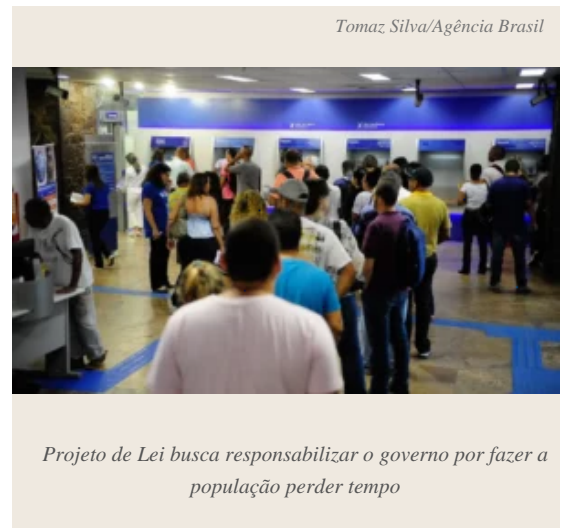 Tomaz Silva/Agência Brasil
Projeto de Lei busca responsabilizar o governo por fazer a
população perder tempo